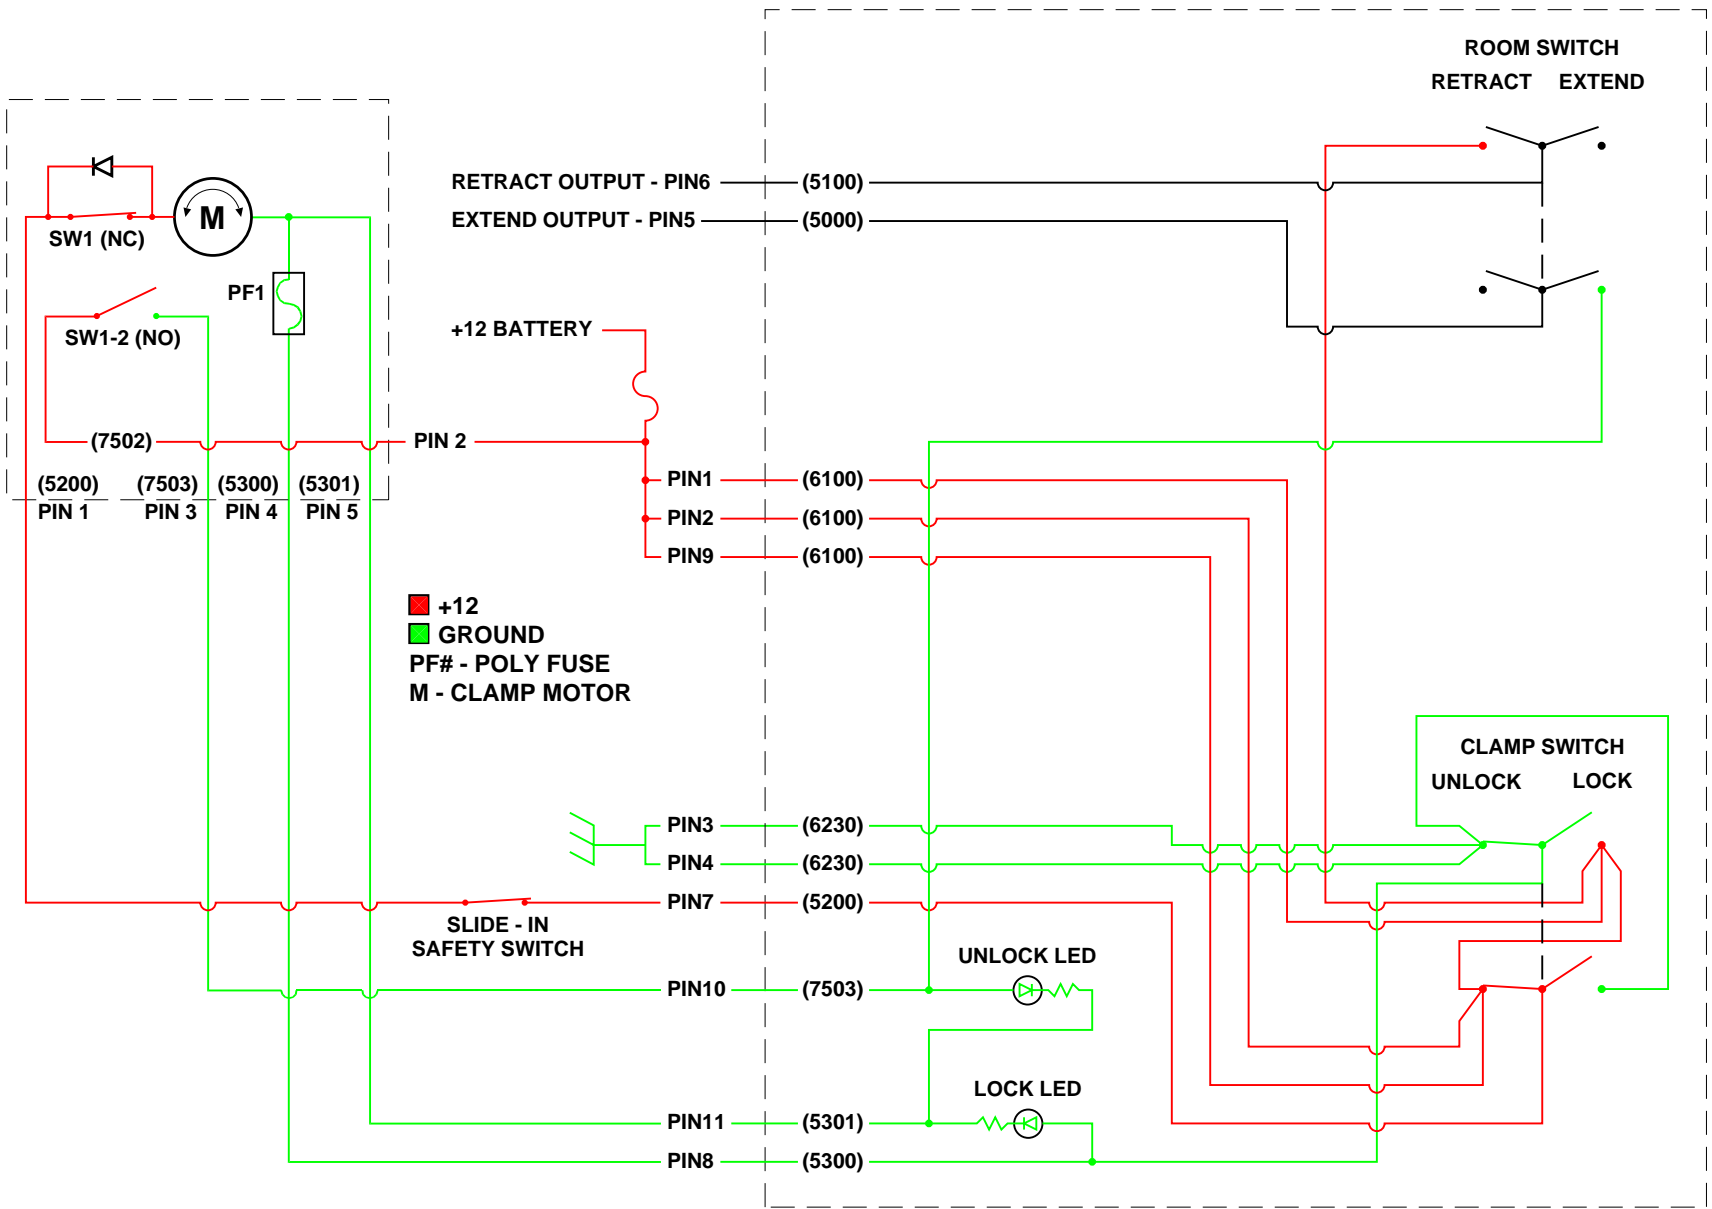 ROOM SWITCH
RETRACT EXTEND
M
SW1 (NC)
PF1
SW1-2 (NO)
RETRACT OUTPUT - PIN6 (5100)
EXTEND OUTPUT - PIN5 (5000)
+12 BATTERY
(7502) PIN 2
(5200) (7503) (5300) (5301)
PIN 1 PIN 3 PIN 4 PIN 5
PIN1 (6100)
PIN2 (6100)
PIN9 (6100)
+12
GROUND
PF# - POLY FUSE
M - CLAMP MOTOR
CLAMP SWITCH
UNLOCK LOCK
PIN3 (6230)
PIN4 (6230)
PIN7 (5200)
SLIDE - IN
SAFETY SWITCH
UNLOCK LED
PIN10 (7503)
LOCK LED
PIN11 (5301)
PIN8 (5300)